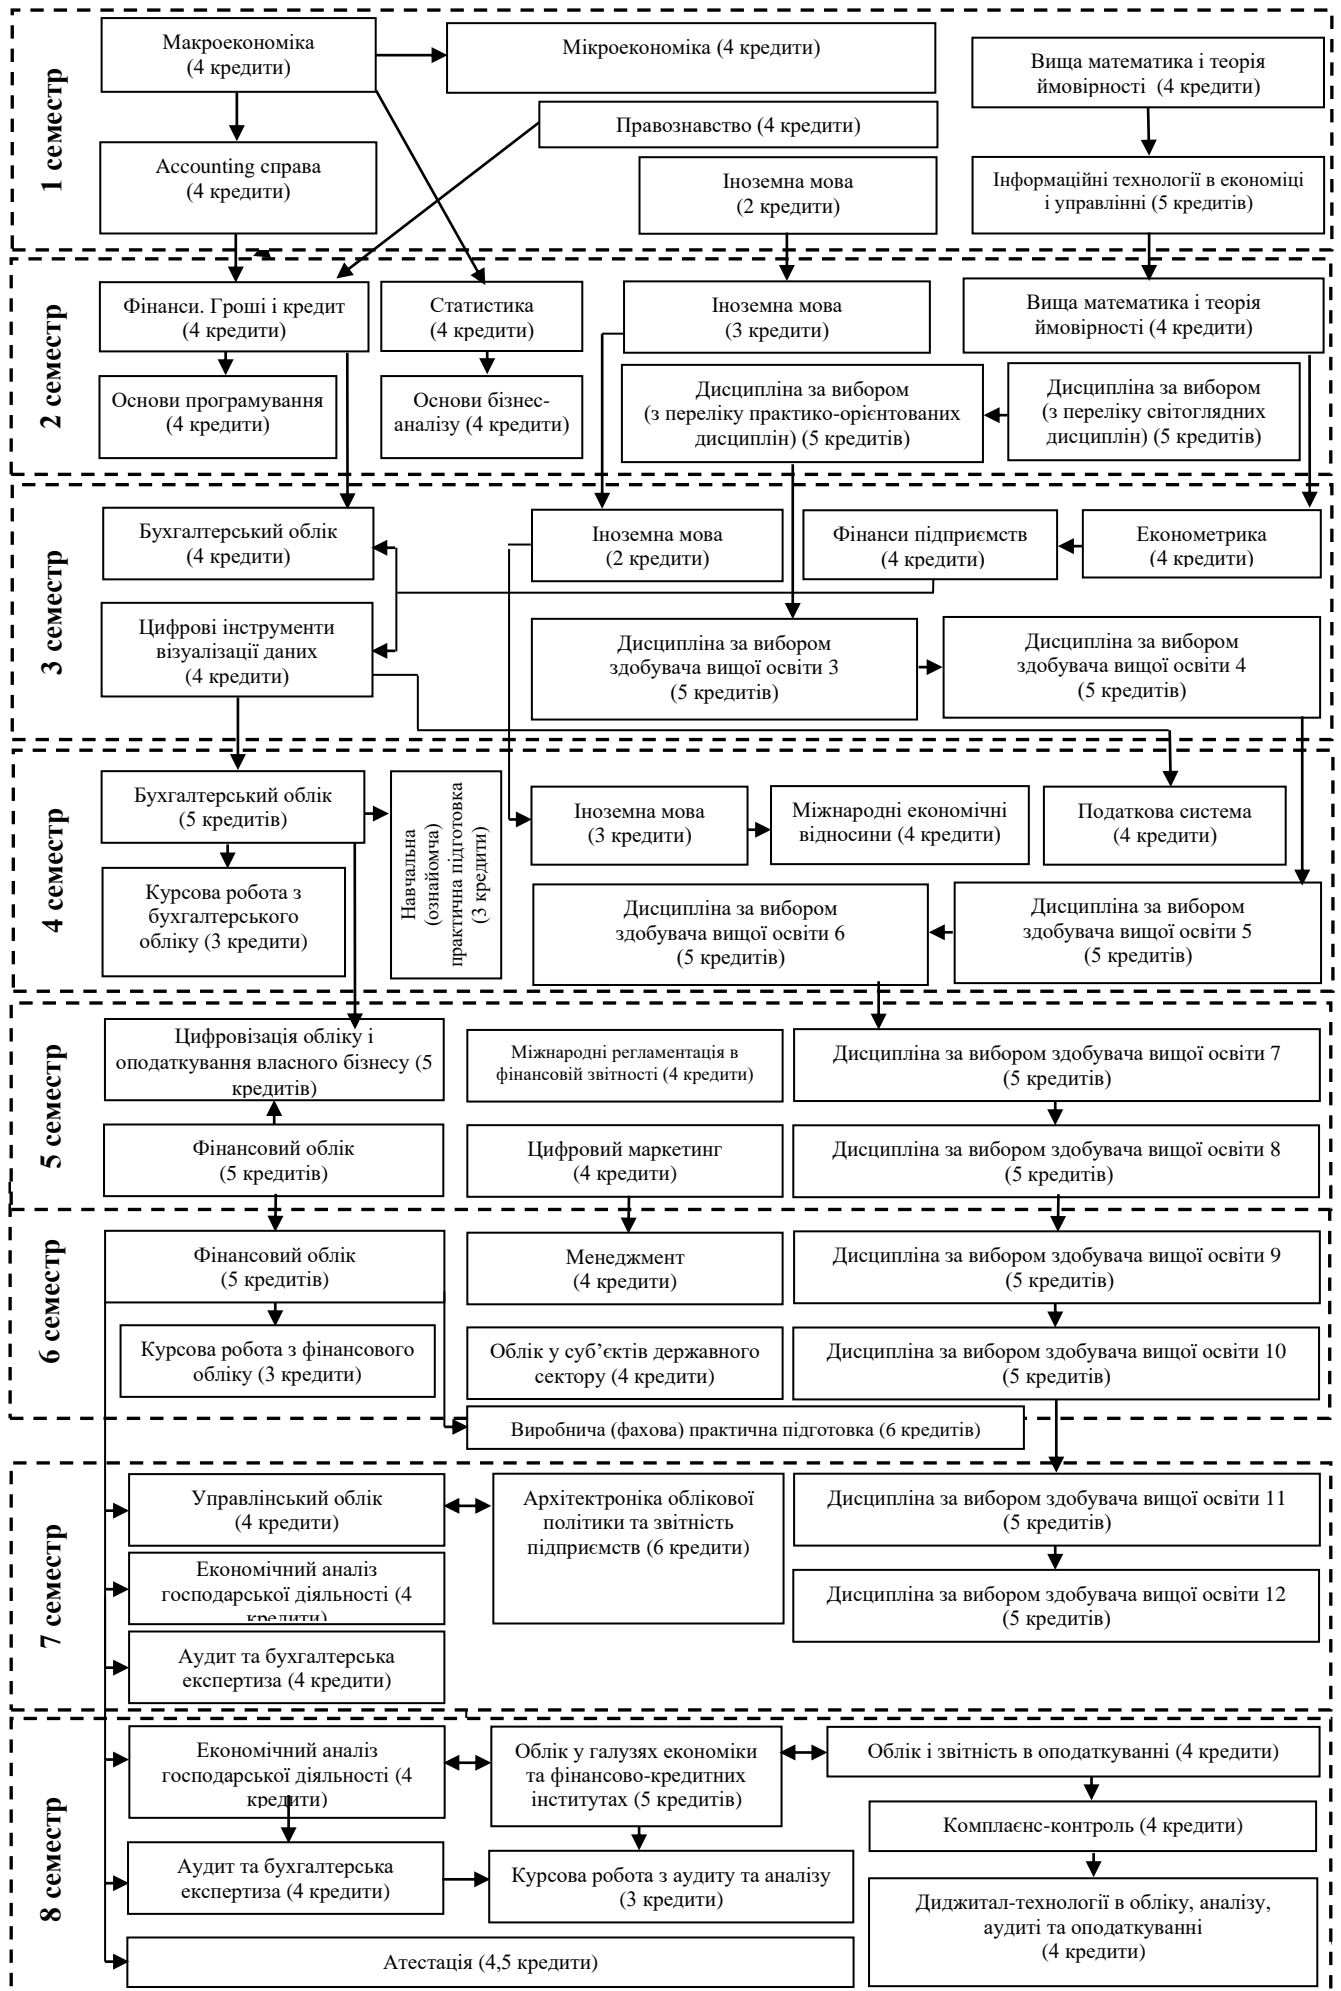 1 семестр
Макроекономіка
(4 кредити)
Мікроекономіка (4 кредити)
Вища математика і теорія
ймовірності (4 кредити)
Правознавство (4 кредити)
Accounting справа
(4 кредити)
Іноземна мова
(2 кредити)
Інформаційні технології в економіці
і управлінні (5 кредитів)
2 семестр
Фінанси. Гроші і кредит
(4 кредити)
Статистика
(4 кредити)
Іноземна мова
(3 кредити)
Вища математика і теорія
ймовірності (4 кредити)
Основи програмування
(4 кредити)
Основи бізнес-
аналізу (4 кредити)
Дисципліна за вибором
(з переліку практико-орієнтованих
дисциплін) (5 кредитів)
Дисципліна за вибором
(з переліку світоглядних
дисциплін) (5 кредитів)
3 семестр
Бухгалтерський облік
(4 кредити)
Іноземна мова
(2 кредити)
Фінанси підприємств
(4 кредити)
Економетрика
(4 кредити)
Цифрові інструменти
візуалізації даних
(4 кредити)
Дисципліна за вибором
здобувача вищої освіти 3
(5 кредитів)
Дисципліна за вибором
здобувача вищої освіти 4
(5 кредитів)
4 семестр
Бухгалтерський облік
(5 кредитів)
Навчальна
(ознайомча)
практична підготовка
(3 кредити)
Іноземна мова
(3 кредити)
Міжнародні економічні
відносини (4 кредити)
Податкова система
(4 кредити)
Курсова робота з
бухгалтерського
обліку (3 кредити)
Дисципліна за вибором
здобувача вищої освіти 6
(5 кредитів)
Дисципліна за вибором
здобувача вищої освіти 5
(5 кредитів)
5 семестр
Цифровізація обліку і
оподаткування власного бізнесу (5
кредитів)
Міжнародні регламентація в
фінансовій звітності (4 кредити)
Дисципліна за вибором здобувача вищої освіти 7
(5 кредитів)
Фінансовий облік
(5 кредитів)
Цифровий маркетинг
(4 кредити)
Дисципліна за вибором здобувача вищої освіти 8
(5 кредитів)
6 семестр
Фінансовий облік
(5 кредитів)
Менеджмент
(4 кредити)
Дисципліна за вибором здобувача вищої освіти 9
(5 кредитів)
Курсова робота з фінансового
обліку (3 кредити)
Облік у суб’єктів державного
сектору (4 кредити)
Дисципліна за вибором здобувача вищої освіти 10
(5 кредитів)
Виробнича (фахова) практична підготовка (6 кредитів)
7 семестр
Управлінський облік
(4 кредити)
Архітектроніка облікової
політики та звітність
підприємств (6 кредити)
Дисципліна за вибором здобувача вищої освіти 11
(5 кредитів)
Економічний аналіз
господарської діяльності (4
кредити)
Дисципліна за вибором здобувача вищої освіти 12
(5 кредитів)
Аудит та бухгалтерська
експертиза (4 кредити)
8 семестр
Економічний аналіз
господарської діяльності (4
кредити)
Облік у галузях економіки
та фінансово-кредитних
інститутах (5 кредитів)
Облік і звітність в оподаткуванні (4 кредити)
Комплаєнс-контроль (4 кредити)
Аудит та бухгалтерська
експертиза (4 кредити)
Курсова робота з аудиту та аналізу
(3 кредити)
Диджитал-технології в обліку, аналізу,
аудиті та оподаткуванні
(4 кредити)
Атестація (4,5 кредити)